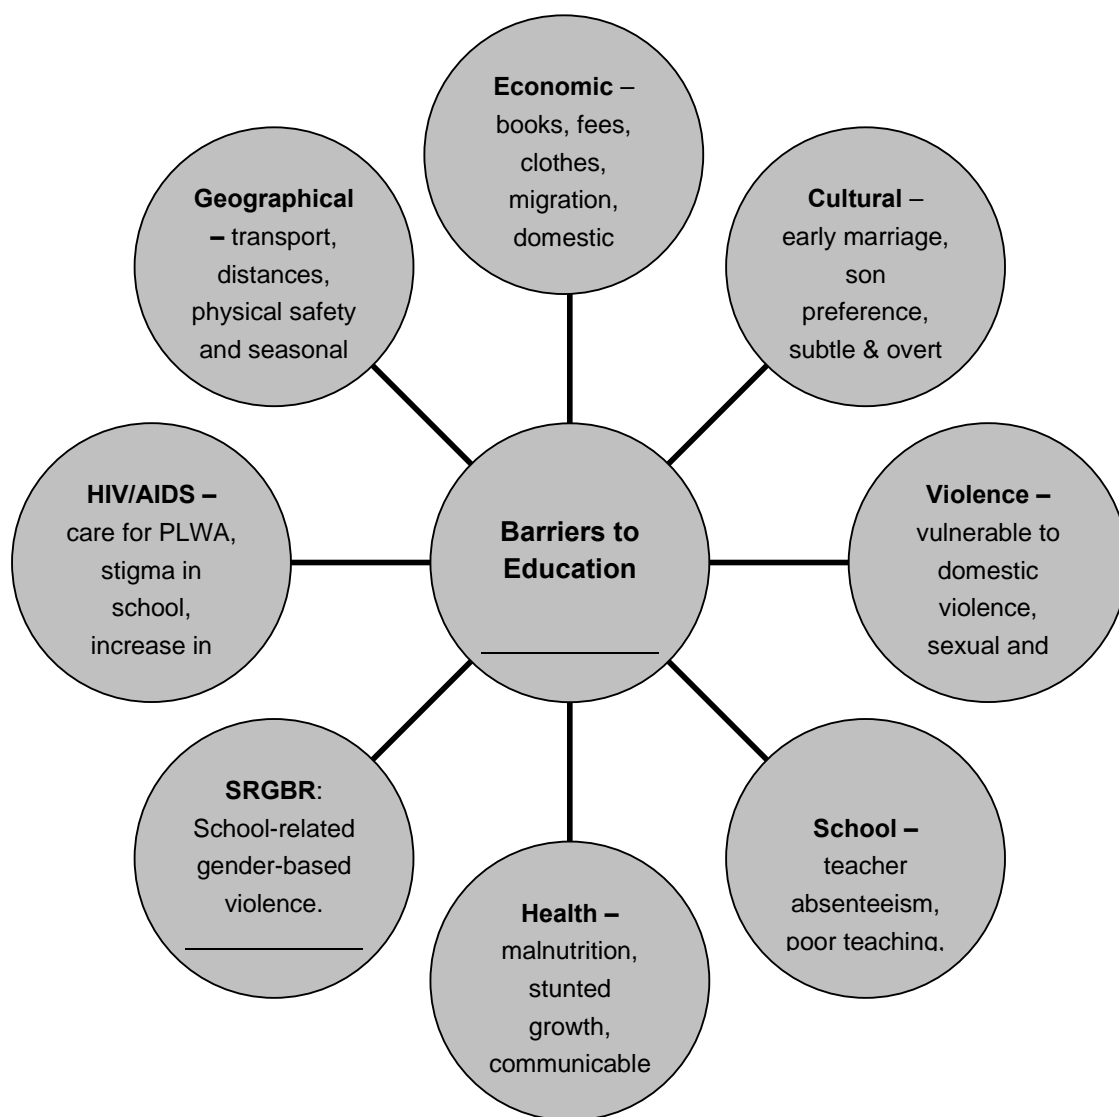 Economic –
books, fees,
clothes,
migration,
domestic
Cultural –
early marriage,
son
preference,
subtle & overt
Violence –
vulnerable to
domestic
violence,
sexual and
School –
teacher
absenteeism,
poor teaching,
Health –
malnutrition,
stunted
growth,
communicable
SRGBR:
School-related
gender-based
violence.
HIV/AIDS –
care for PLWA,
stigma in
school,
increase in
Geographical
– transport,
distances,
physical safety
and seasonal
Barriers to
Education